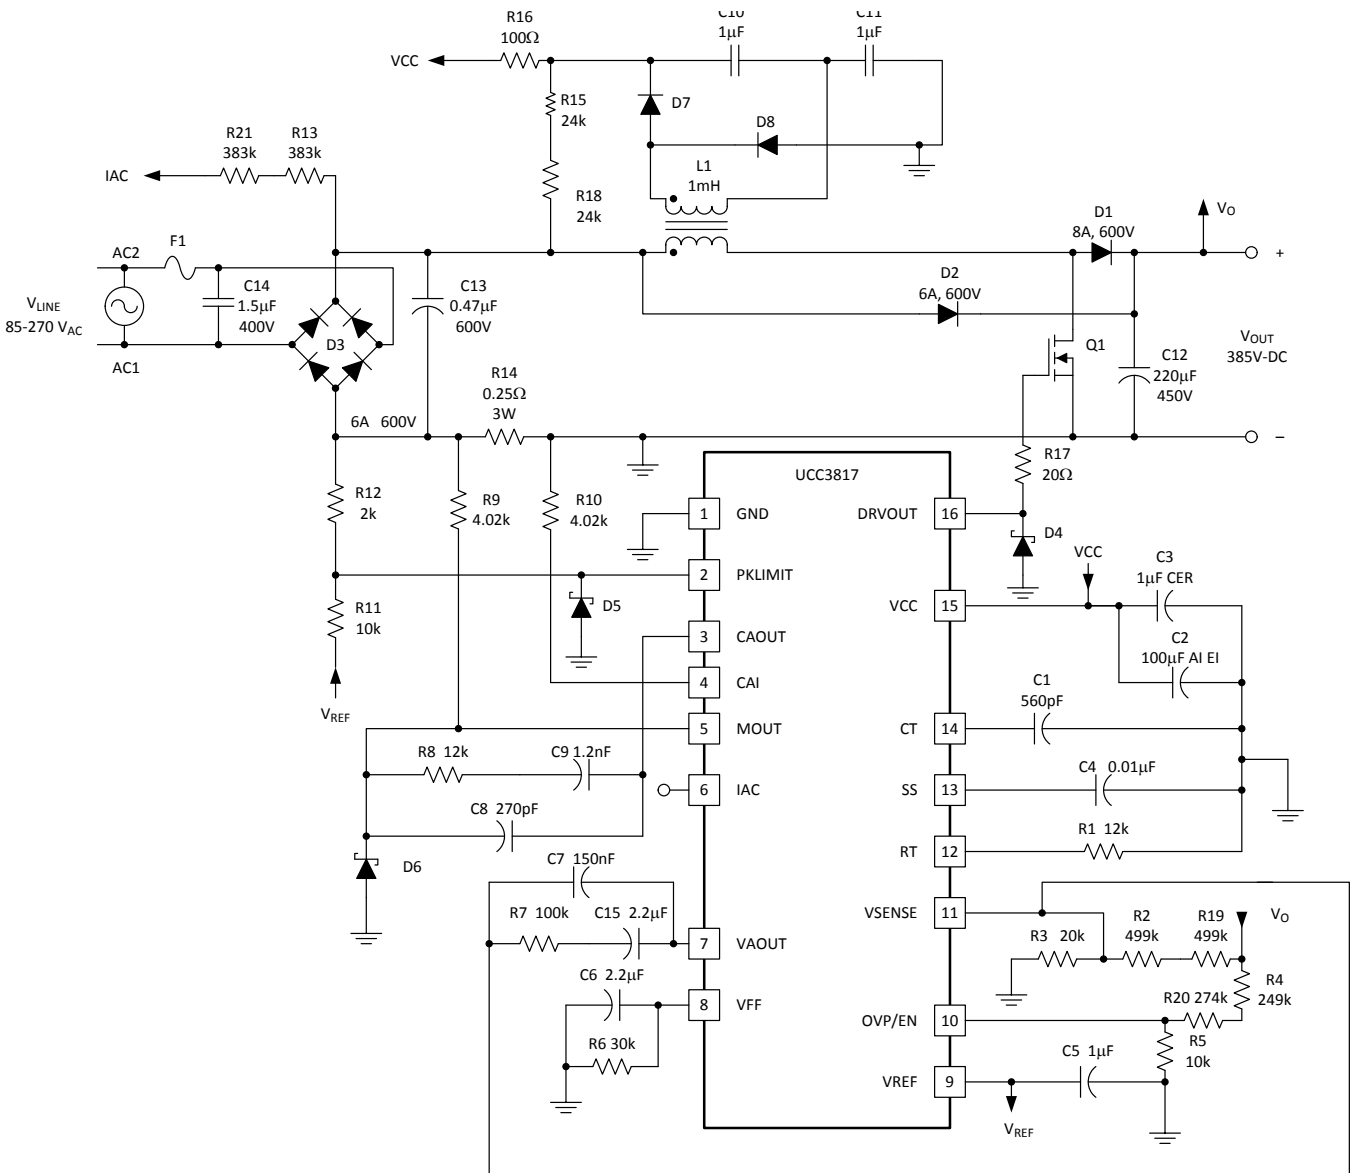 R16
100Ω
C10
1µF
C11
1µF
VCC
R15
24k
D7
D8
R21
383k
R13
383k
IAC
L1
1mH
R18
24k
D1
8A, 600V
VO
+
AC2
F1
C14
1.5µF
400V
C13
0.47µF
600V
D2
6A, 600V
VLINE
85-270 VAC
D3
AC1
Q1
VOUT
385V-DC
C12
220µF
450V
R14
0.25Ω
3W
6A 600V
–
R17
20Ω
UCC3817
R12
2k
R9
4.02k
R10
4.02k
1
GND
DRVOUT
16
D4
VCC
C3
1µF CER
2
PKLIMIT
R11
10k
D5
VCC
15
3
CAOUT
C2
100µF AI EI
4
CAI
C1
560pF
VREF
5
MOUT
CT
14
R8 12k
C9 1.2nF
6
IAC
SS
13
C4 0.01µF
C8 270pF
R1 12k
RT
12
D6
C7 150nF
VSENSE
11
R7 100k
C15 2.2µF
R2
499k
R19
499k
VO
R3 20k
7
VAOUT
C6 2.2µF
R4
249k
R20 274k
8
VFF
OVP/EN
10
R6 30k
R5
10k
C5 1µF
VREF
9
VREF